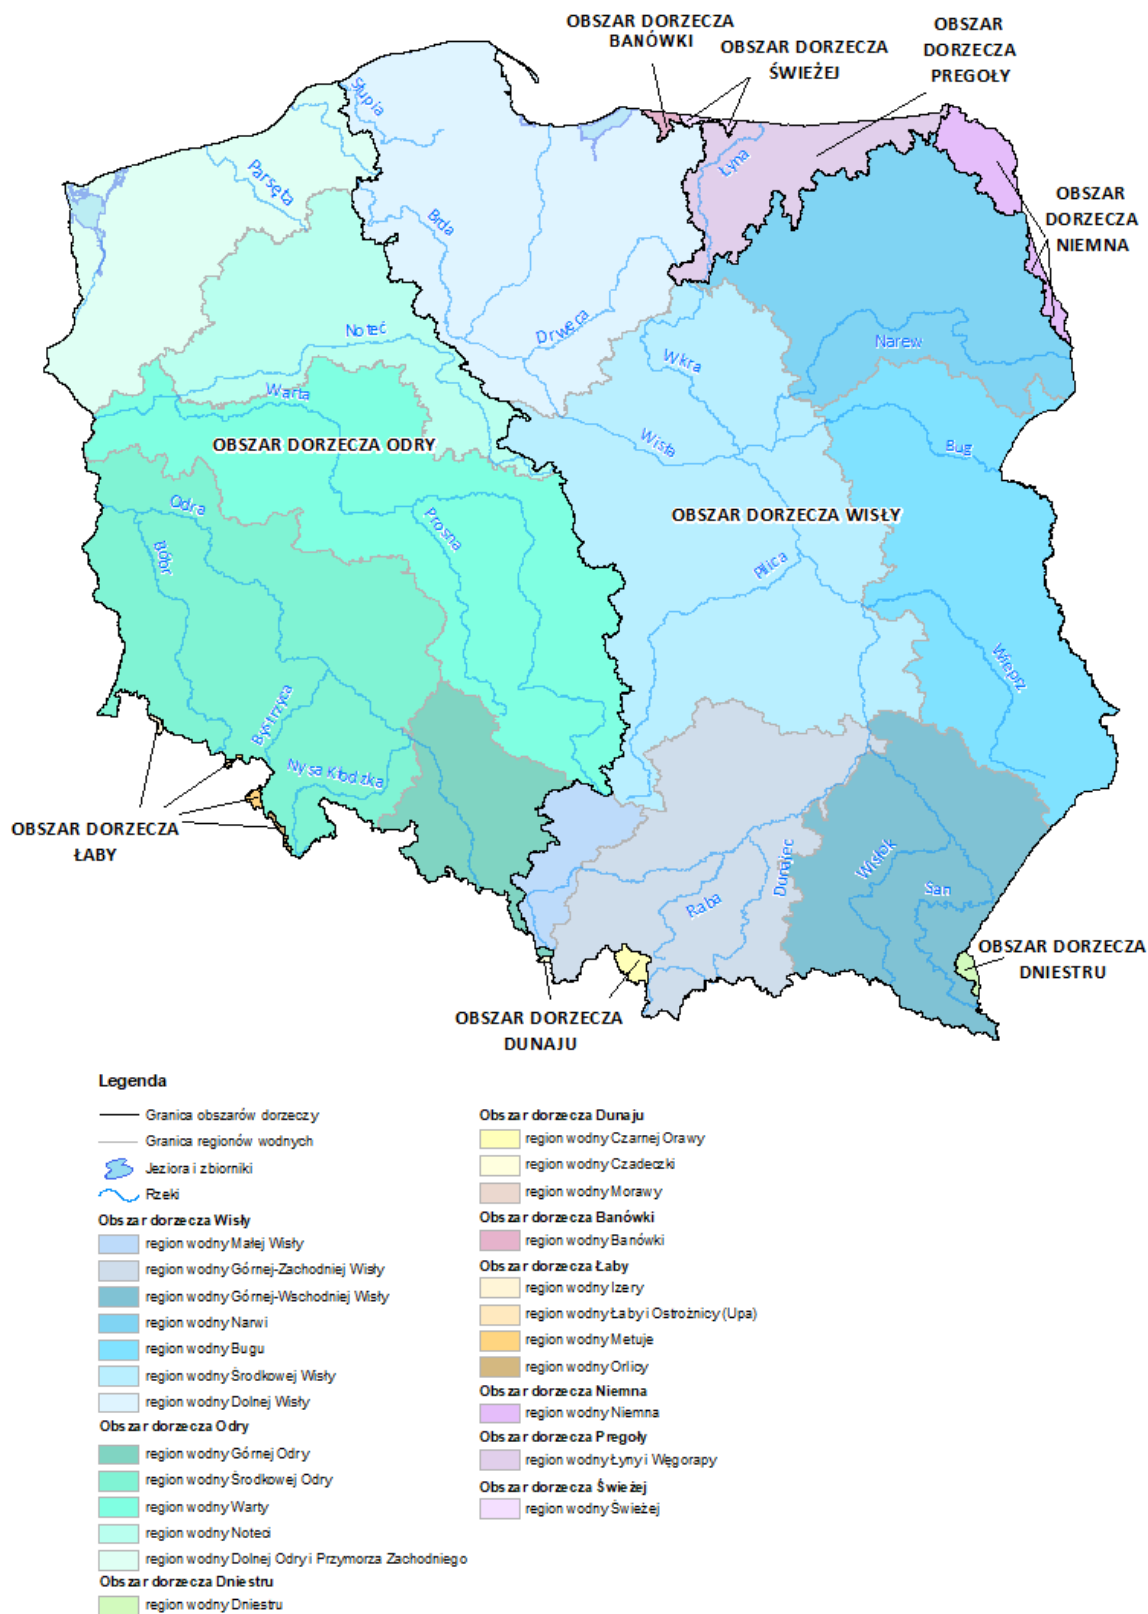 OBSZAR DORZECZA
BANÓWKI
OBSZAR DORZECZA
ŚWIEŻEJ
OBSZAR
DORZECZA
PREGOŁY
Słupia
Łyna
Parsęta
OBSZAR
DORZECZA
NIEMNA
Brda
Drwęca
Noteć
Narew
Wkra
Warta
OBSZAR DORZECZA ODRY
Wisła
Bug
Odra
Prosna
OBSZAR DORZECZA WISŁY
Bóbr
Pilica
Wieprz
Bystrzyca
Nysa Kłodzka
OBSZAR DORZECZA
ŁABY
Dunajec
Wisłok
San
Raba
OBSZAR DORZECZA
DNIESTRU
OBSZAR DORZECZA
DUNAJU
Legenda
Granica obszarów dorzeczy
Granica regionów wodnych
Jeziora i zbiorniki
Rzeki
Obszar dorzecza Wisły
region wodny Małej Wisły
region wodny Górnej-Zachodniej Wisły
region wodny Górnej-Wschodniej Wisły
region wodny Narwi
region wodny Bugu
region wodny Środkowej Wisły
region wodny Dolnej Wisły
Obszar dorzecza Odry
region wodny Górnej Odry
region wodny Środkowej Odry
region wodny Warty
region wodny Noteci
region wodny Dolnej Odry i Przymorza Zachodniego
Obszar dorzecza Dniestru
region wodny Dniestru
Obszar dorzecza Dunaju
region wodny Czarnej Orawy
region wodny Czadeczki
region wodny Morawy
Obszar dorzecza Banówki
region wodny Banówki
Obszar dorzecza Łaby
region wodny Izery
region wodny Łaby i Ostrożnicy (Upa)
region wodny Metuje
region wodny Orlicy
Obszar dorzecza Niemna
region wodny Niemna
Obszar dorzecza Pregoły
region wodny Łyny i Węgorapy
Obszar dorzecza Świeżej
region wodny Świeżej